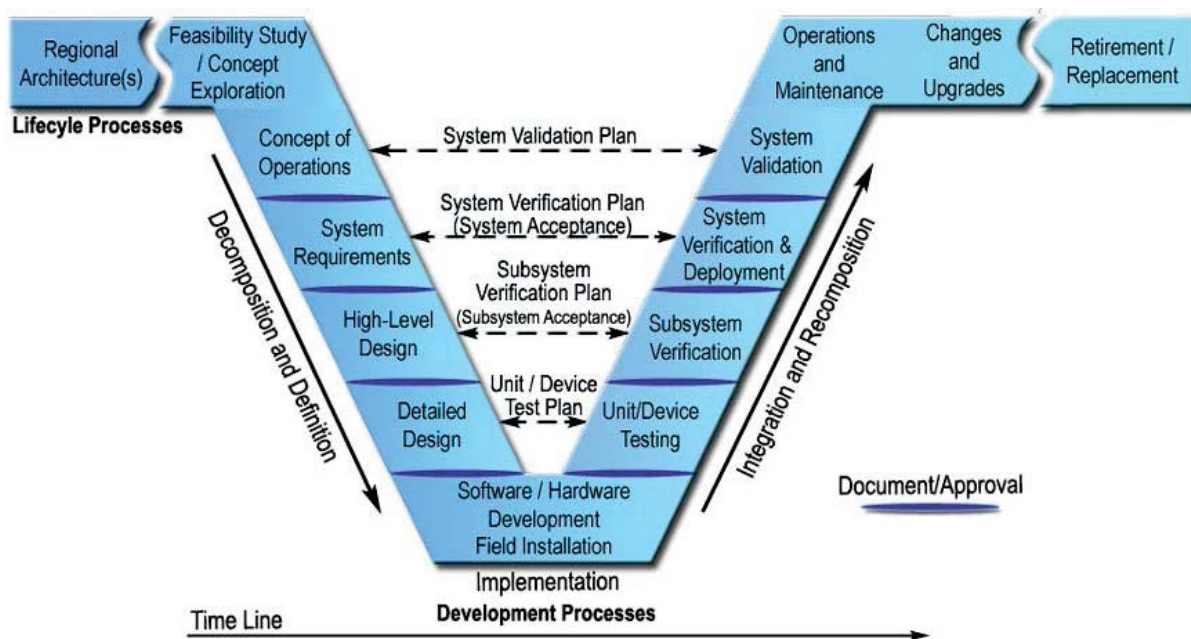 Regional
Architecture(s)
Feasibility Study
/ Concept
Exploration
Operations
and
Maintenance
Changes
and
Upgrades
Retirement /
Replacement
Lifecyle Processes
Concept of
Operations
System Validation Plan
System
Validation
System
Requirements
System Verification Plan
(System Acceptance)
System
Verification &
Deployment
High-Level
Design
Subsystem
Verification Plan
(Subsystem Acceptance)
Subsystem
Verification
Detailed
Design
Unit / Device
Test Plan
Unit/Device
Testing
Decomposition and Definition
Integration and Recomposition
Software / Hardware
Development
Field Installation
Document/Approval
Implementation
Development Processes
Time Line